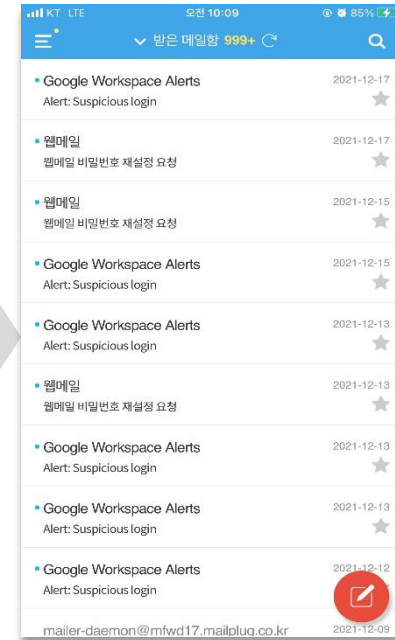 KT LTE 오전 10:09 85%
받은 메일함 999+
Google Workspace Alerts 2021-12-17
Alert: Suspicious login
웹메일 2021-12-17
웹메일 비밀번호 재설정 요청
웹메일 2021-12-15
웹메일 비밀번호 재설정 요청
Google Workspace Alerts 2021-12-15
Alert: Suspicious login
Google Workspace Alerts 2021-12-13
Alert: Suspicious login
웹메일 2021-12-13
웹메일 비밀번호 재설정 요청
Google Workspace Alerts 2021-12-13
Alert: Suspicious login
Google Workspace Alerts 2021-12-13
Alert: Suspicious login
Google Workspace Alerts 2021-12-12
Alert: Suspicious login
mailer-daemon@mfwd17.mailplug.co.kr 2021-12-09